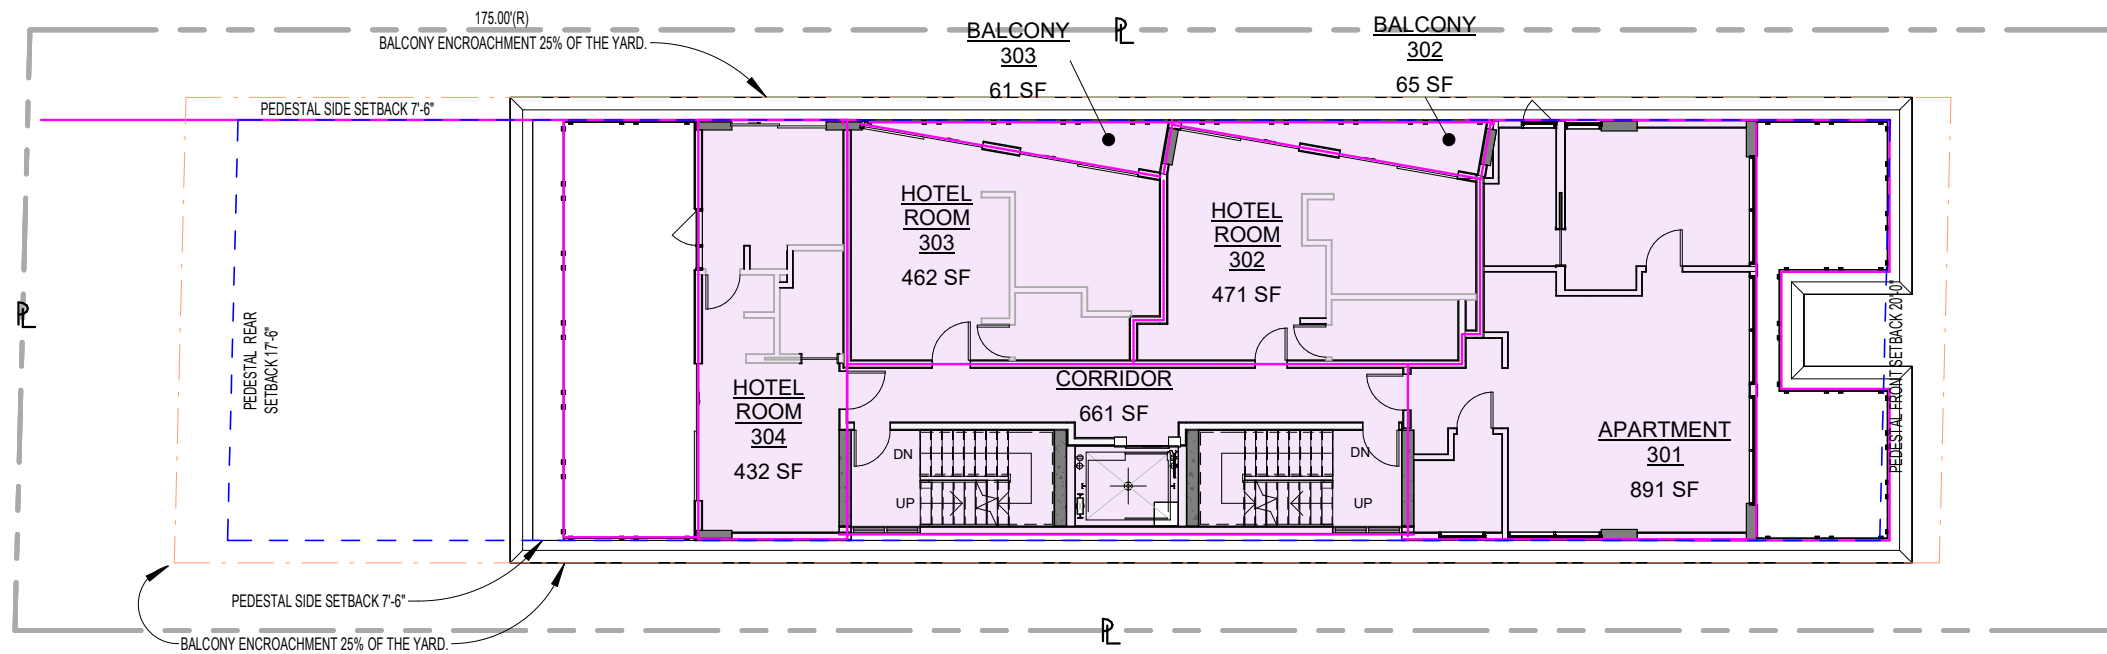 175.00'(R)
BALCONY ENCROACHMENT 25% OF THE YARD.
BALCONY
303
61 SF
PL
BALCONY
302
65 SF
PEDESTAL SIDE SETBACK 7'-6"
HOTEL
ROOM
303
462 SF
HOTEL
ROOM
302
471 SF
PL
PEDESTAL REAR
SETBACK 17'-6"
HOTEL
ROOM
304
432 SF
CORRIDOR
661 SF
DN
UP
DN
UP
APARTMENT
301
891 SF
PEDESTAL FRONT SETBACK 20'-0"
PEDESTAL SIDE SETBACK 7'-6"
BALCONY ENCROACHMENT 25% OF THE YARD.
PL